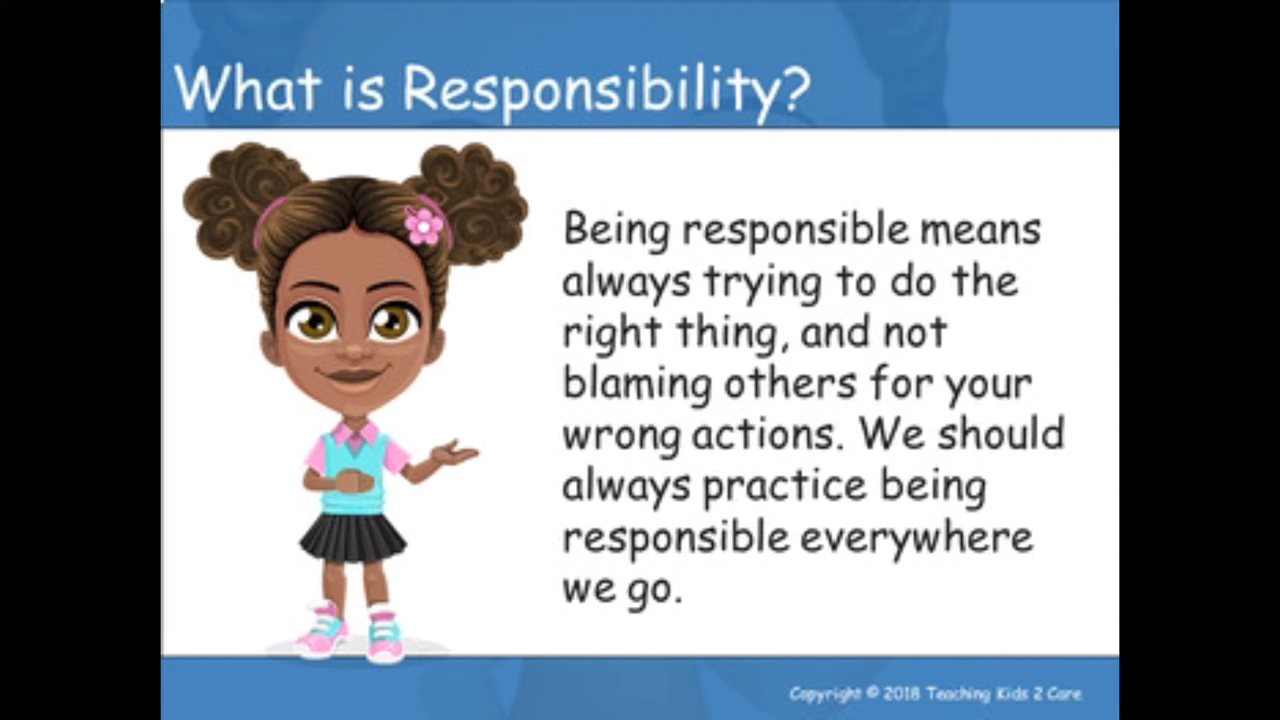 What is Responsibility?
Being responsible means
always trying to do the
right thing, and not
blaming others for your
wrong actions. We should
always practice being
responsible everywhere
we go.
Copyright © 2018 Teaching Kids 2 Care